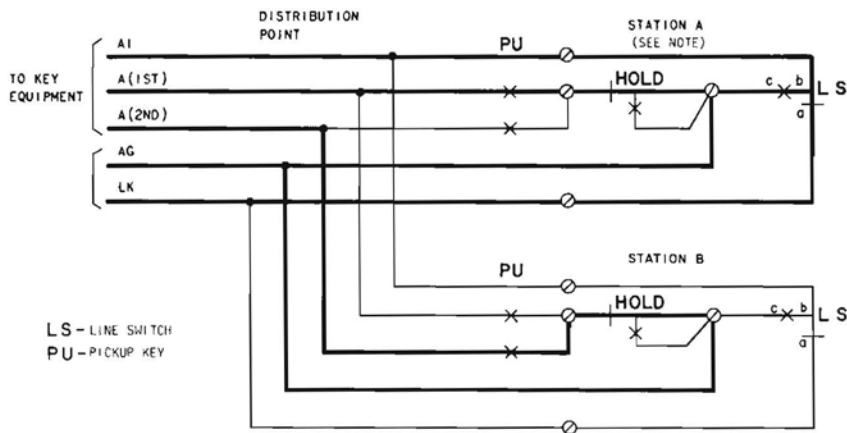 DISTRIBUTION
POINT
STATION A
(SEE NOTE)
TO KEY
EQUIPMENT
AI
A(1ST)
A(2ND)
AG
LK
PU
HOLD
c b
a
LS
STATION B
PU
HOLD
c b
a
LS
LS-LINE SWITCH
PU-PICKUP KEY